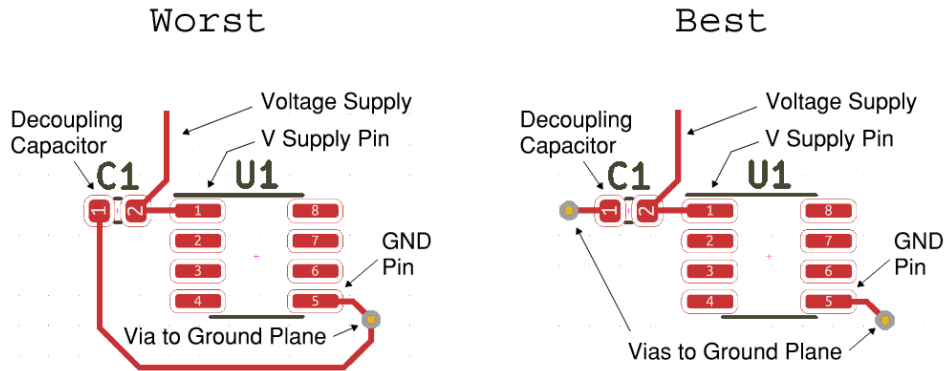 Worst
Best
Voltage Supply
Decoupling
Capacitor
V Supply Pin
C1
U1
1
2
1
8
2
7
3
6
4
5
GND
Pin
Via to Ground Plane
Voltage Supply
Decoupling
Capacitor
V Supply Pin
C1
U1
1
2
1
8
2
7
3
6
4
5
GND
Pin
Vias to Ground Plane